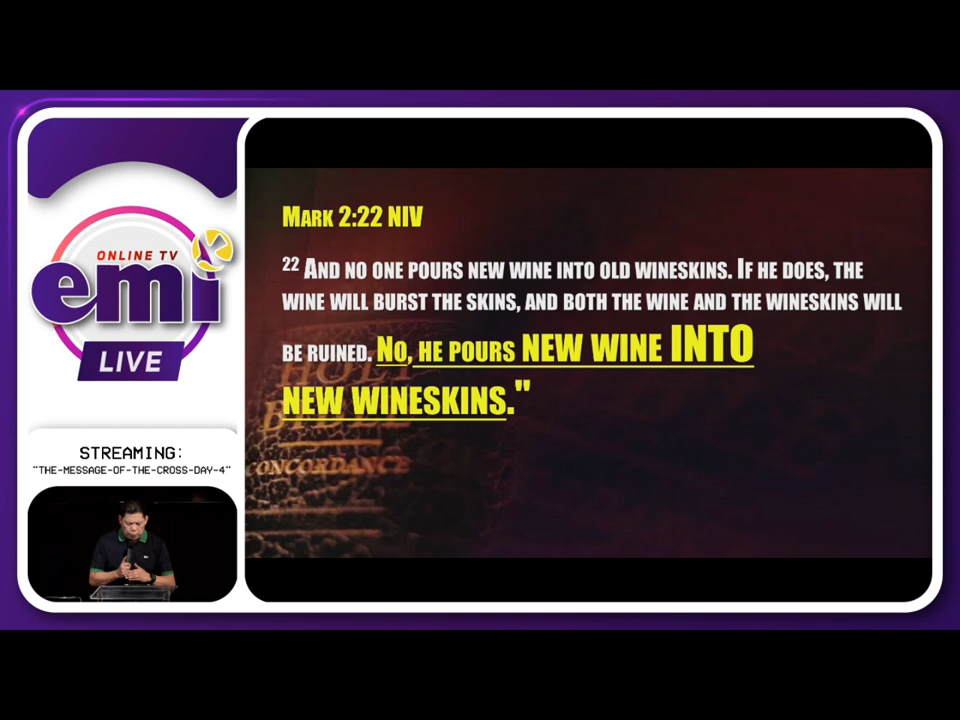 ONLINE TV
emi
LIVE
STREAMING:
"THE-MESSAGE-OF-THE-CROSS-DAY-4"
MARK 2:22 NIV
22 AND NO ONE POURS NEW WINE INTO OLD WINESKINS. IF HE DOES, THE
WINE WILL BURST THE SKINS, AND BOTH THE WINE AND THE WINESKINS WILL
BE RUINED. NO, HE POURS NEW WINE INTO
NEW WINESKINS."
HOLY
BIBLE
CONCORDANCE